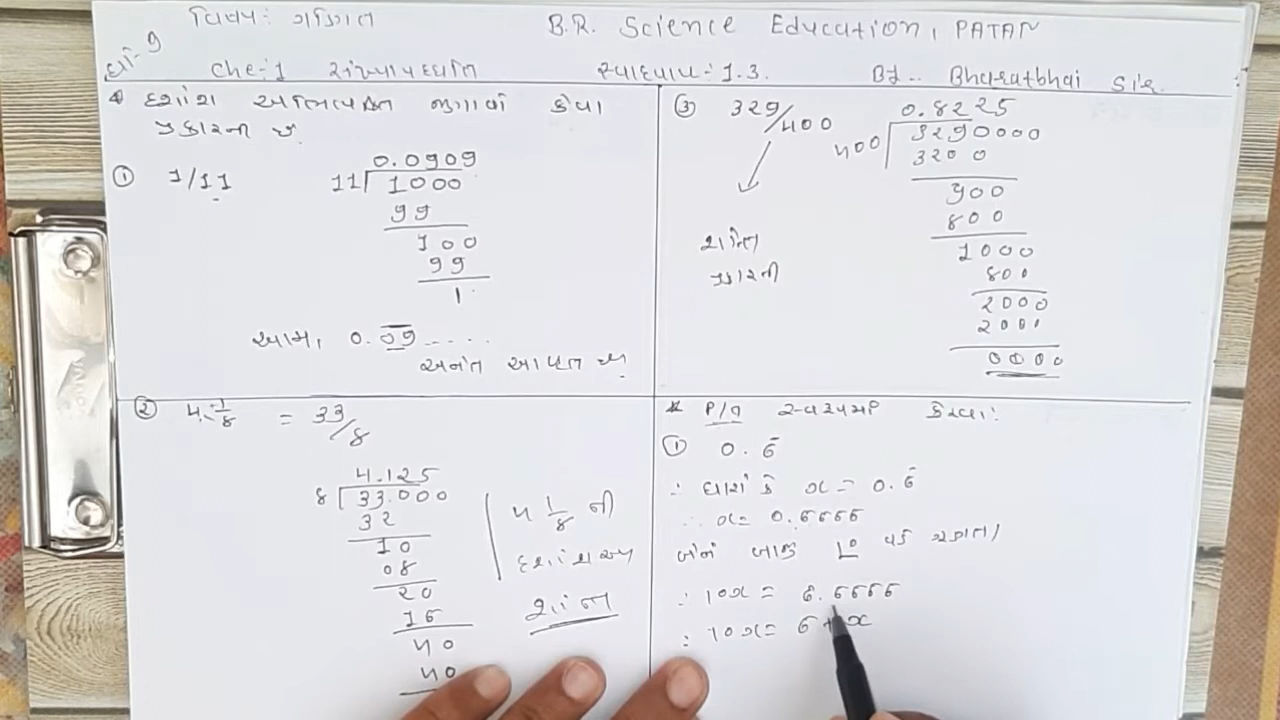 વિષય: ગણિત B.R. Science Education, PATAN
ધો-9
Che:-1 સંખ્યા પદ્ધતિ સ્વાધ્યાય:- 1.3. By.. Bharatbhai Sir.
* દશાંશ અભિવ્યક્તિ જણાવો કેવા
પ્રકારની છે.
① 1/11
0.0909
11 1000
99
100
99
1
આમ, 0.09.....
અનંત આવૃત્ત છે.
② 4 1/8 = 33/8
4.125
8 33.000
32
10
08
20
16
40
40
4 1/8 ની
દશાંશરૂપ
શાંત
③ 329/400
શાંત
પ્રકારની
0.8225
400 3290000
3200
900
800
1000
800
2000
2000
0000
* P/q સ્વરૂપમાં ફેરવો:
① 0.6̄
∴ ધારો કે x = 0.6̄
∴ x = 0.6666
બંને બાજુ 10 વડે ગુણતા
∴ 10x = 6.6666
∴ 10x = 6 + x